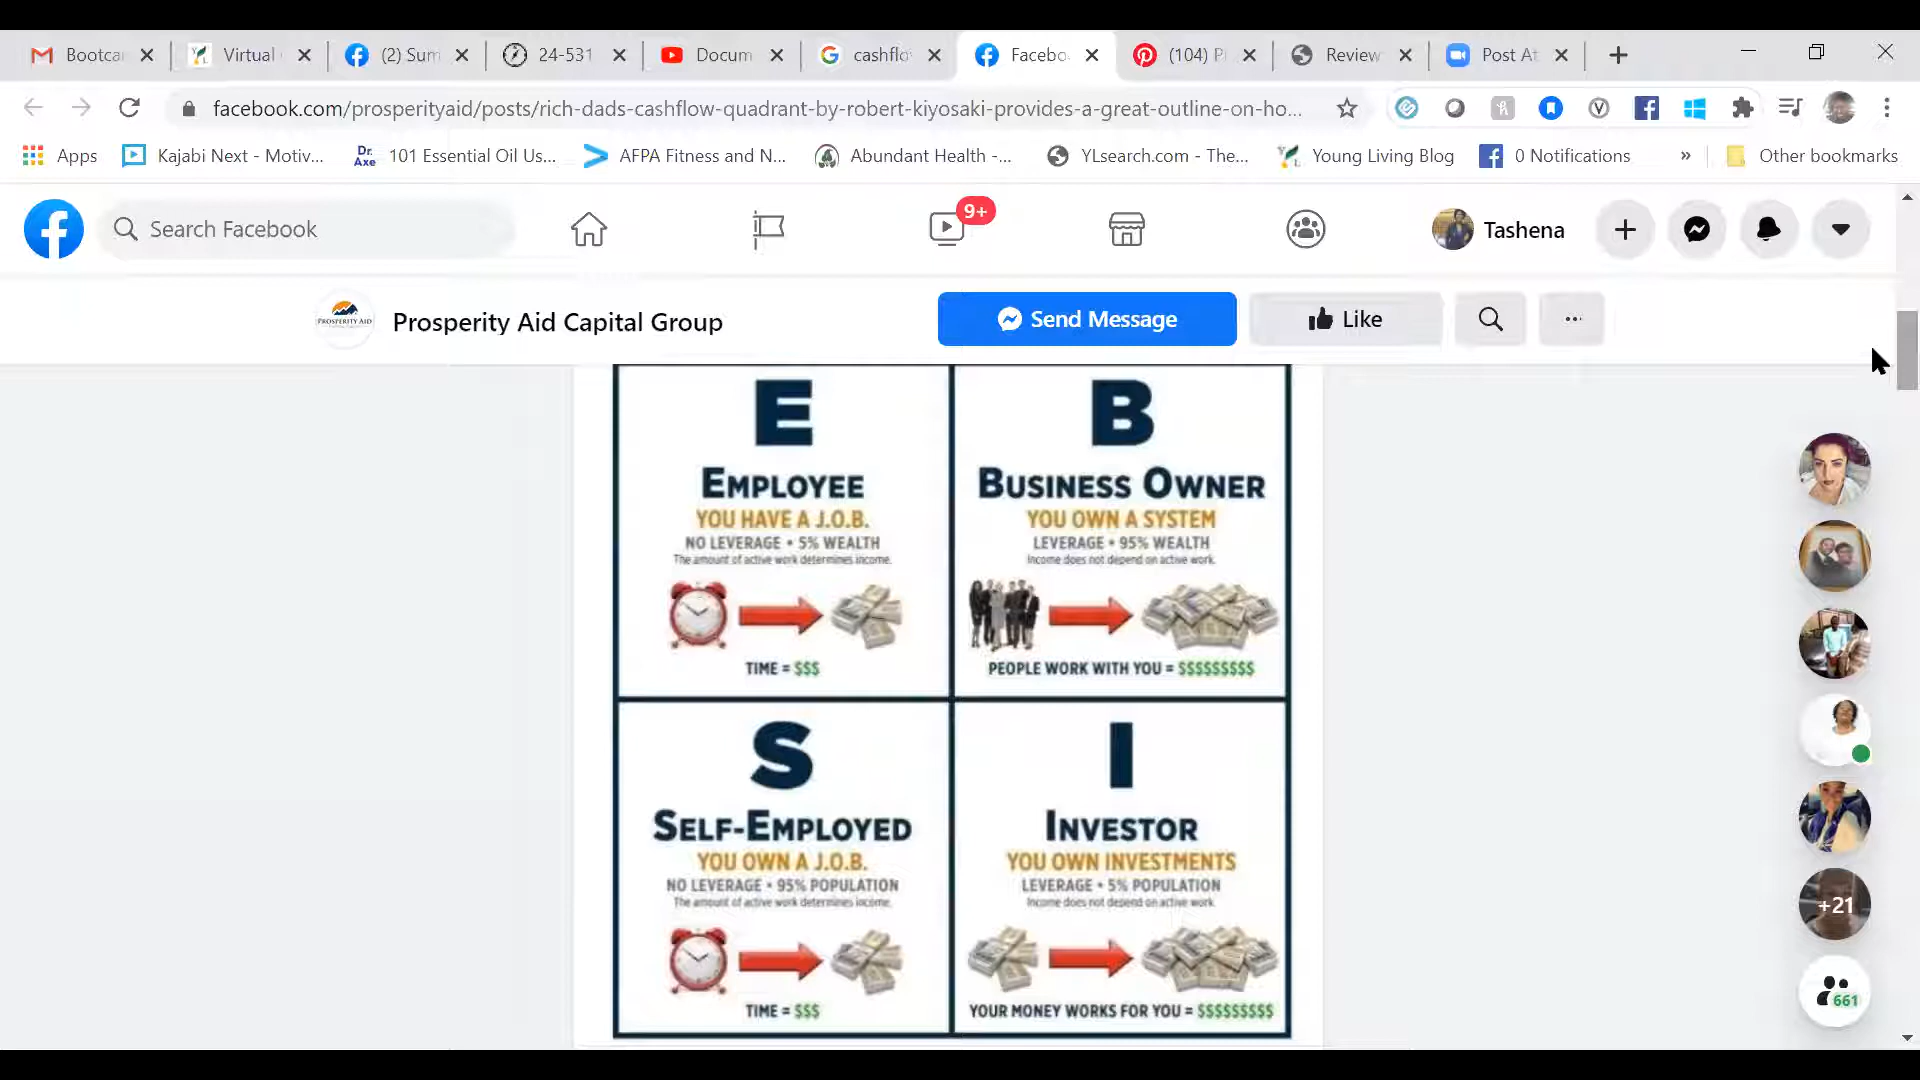 Bootca
Virtual
(2) Sum
24-531
Docum
cashflo
Facebo
(104) P
Review
Post At
facebook.com/prosperityaid/posts/rich-dads-cashflow-quadrant-by-robert-kiyosaki-provides-a-great-outline-on-ho...
Apps
Kajabi Next - Motiv...
Dr. Axe
101 Essential Oil Us...
AFPA Fitness and N...
Abundant Health -...
YLsearch.com - The...
Young Living Blog
0 Notifications
»
Other bookmarks
Search Facebook
9+
Tashena
PROSPERITY AID
Prosperity Aid Capital Group
Send Message
Like
E
EMPLOYEE
YOU HAVE A J.O.B.
NO LEVERAGE • 5% WEALTH
The amount of active work determines income.
TIME = $$$
B
BUSINESS OWNER
YOU OWN A SYSTEM
LEVERAGE • 95% WEALTH
Income does not depend on active work.
PEOPLE WORK WITH YOU = $$$$$$$$$
S
SELF-EMPLOYED
YOU OWN A J.O.B.
NO LEVERAGE • 95% POPULATION
The amount of active work determines income.
TIME = $$$
I
INVESTOR
YOU OWN INVESTMENTS
LEVERAGE • 5% POPULATION
Income does not depend on active work.
YOUR MONEY WORKS FOR YOU = $$$$$$$$$
+21
661